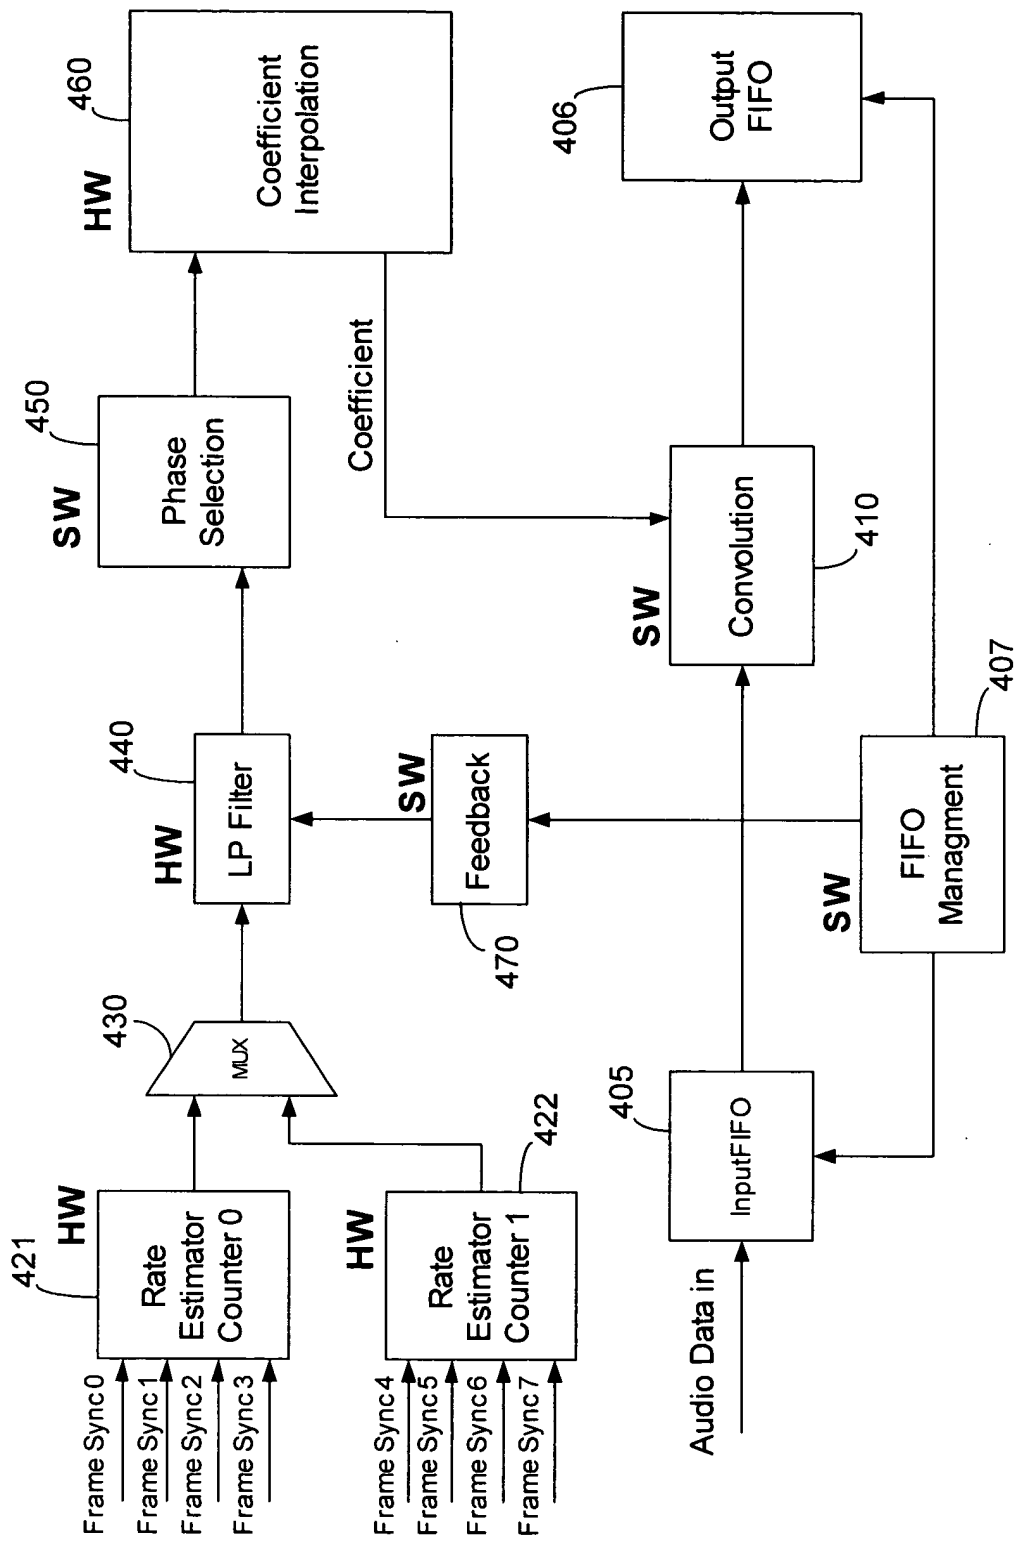 Frame Sync 0
Frame Sync 1
Frame Sync 2
Frame Sync 3
421
HW
Rate
Estimator
Counter 0
Frame Sync 4
Frame Sync 5
Frame Sync 6
Frame Sync 7
HW
422
Rate
Estimator
Counter 1
430
MUX
HW
440
LP Filter
SW
450
Phase
Selection
HW
460
Coefficient
Interpolation
Coefficient
470
SW
Feedback
Audio Data in
405
InputFIFO
SW
Convolution
410
406
Output
FIFO
SW
FIFO
Managment
407